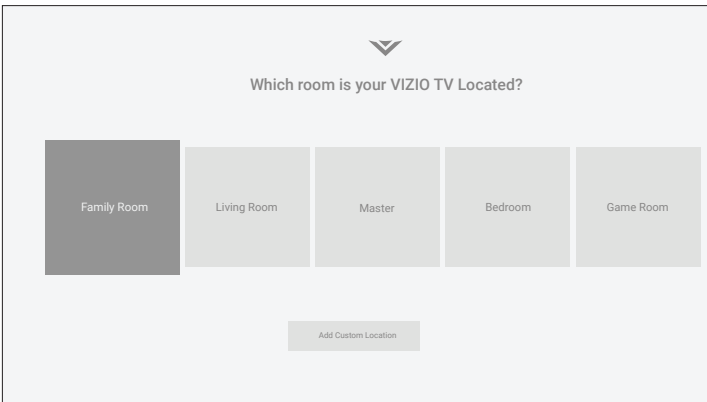 Which room is your VIZIO TV Located?
Family Room
Living Room
Master
Bedroom
Game Room
Add Custom Location